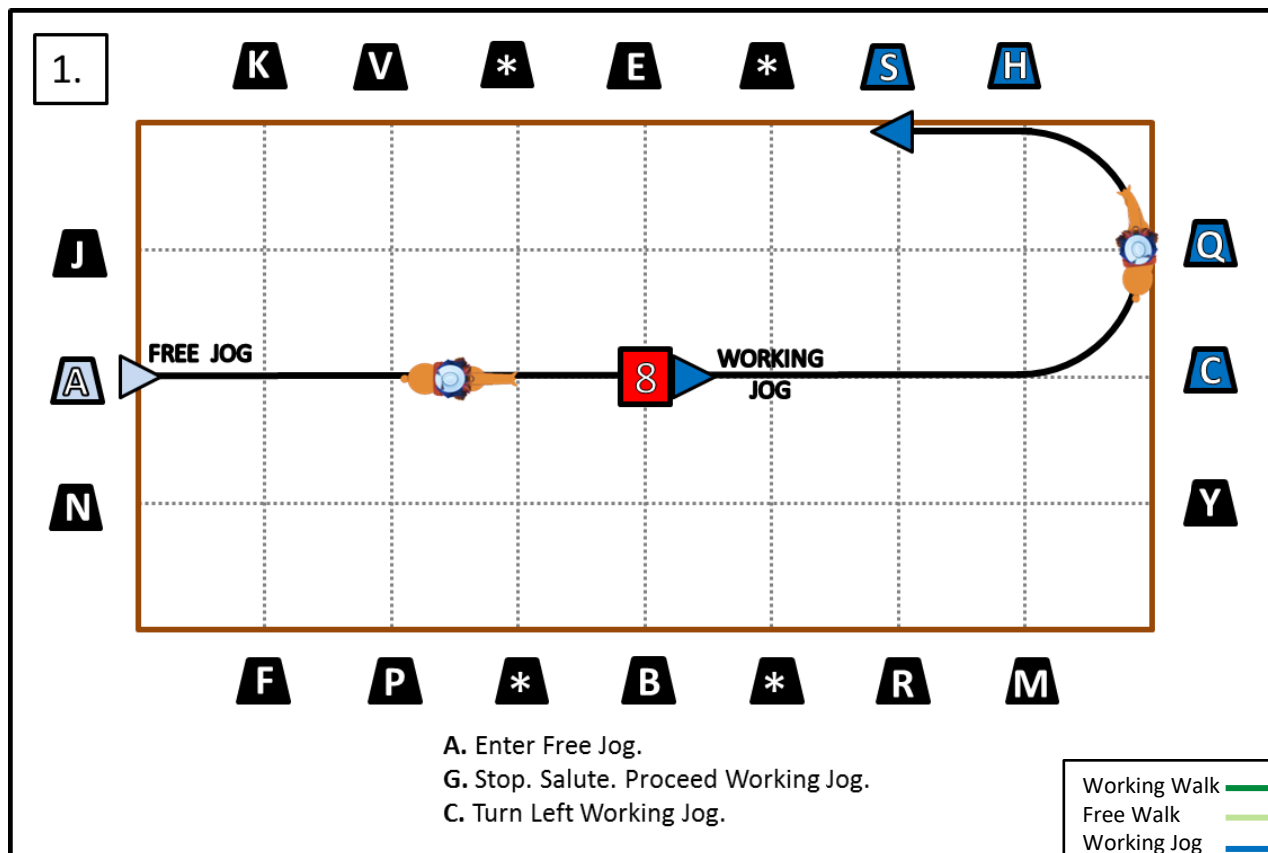 1.
K V * E * S H
J Q
FREE JOG
WORKING
A 8 C
JOG
N Y
F P * B * R M
A. Enter Free Jog.
G. Stop. Salute. Proceed Working Jog.
C. Turn Left Working Jog.
Working Walk
Free Walk
Working Jog